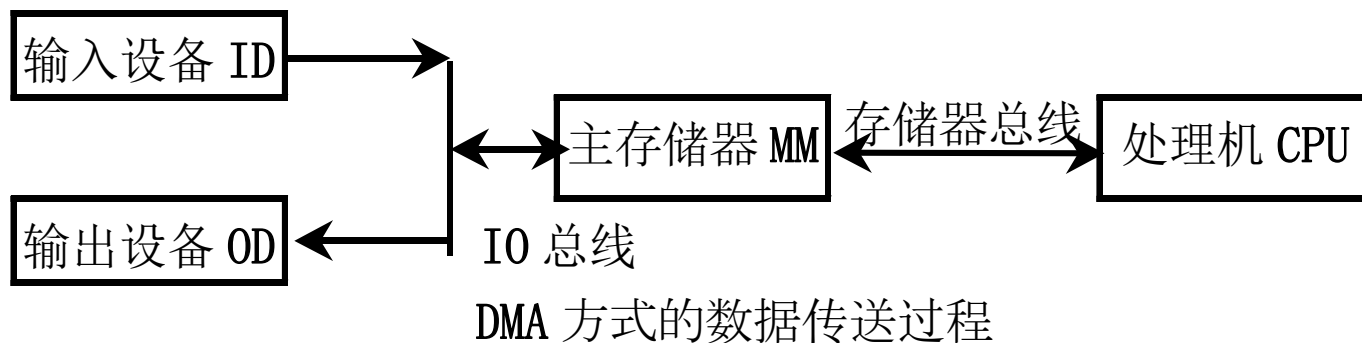 输入设备 ID
主存储器 MM
存储器总线
处理机 CPU
输出设备 OD
IO 总线
DMA 方式的数据传送过程